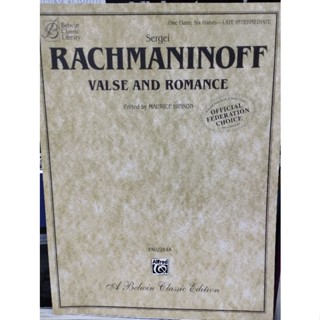 Belwin
Classic
Library
One Piano, Six Hands—LATE INTERMEDIATE
Sergei
RACHMANINOFF
VALSE AND ROMANCE
Edited by MAURICE HINSON
OFFICIAL
FEDERATION
CHOICE
Alfred
A Belwin Classic Edition